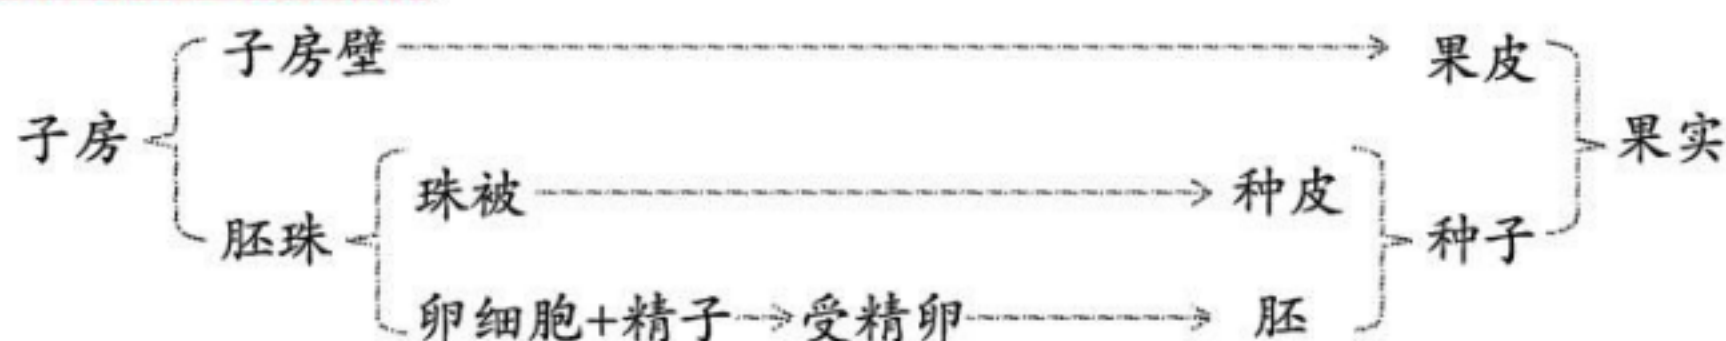 子房壁 果皮
子房 果实
珠被 种皮
胚珠 种子
卵细胞+精子 受精卵 胚